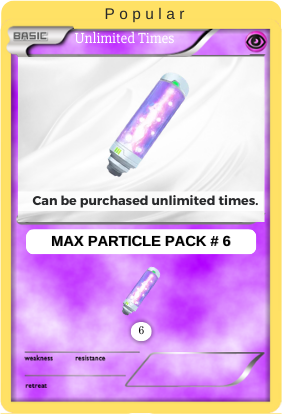 Popular
BASIC
Unlimited Times
Can be purchased unlimited times.
MAX PARTICLE PACK # 6
6
weakness resistance
retreat